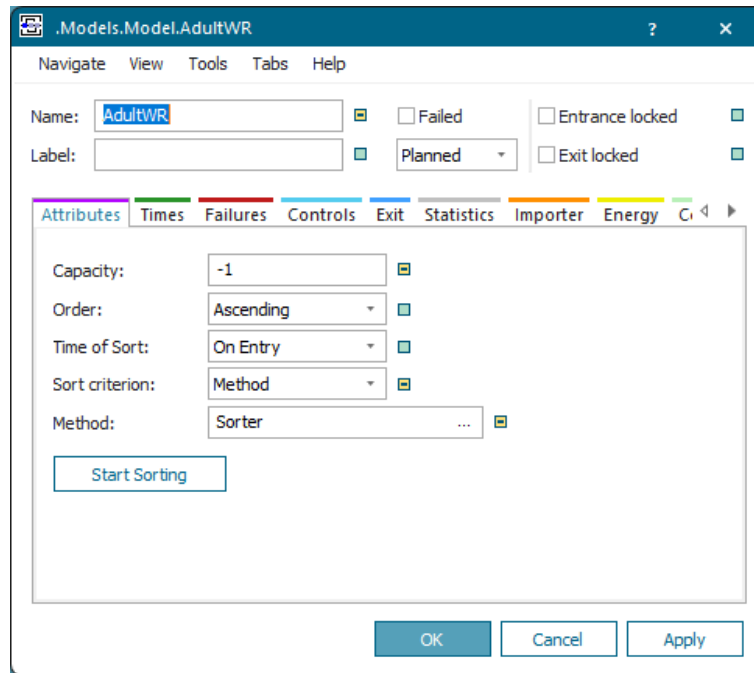 .Models.Model.AdultWR ? ×
Navigate View Tools Tabs Help
Name: AdultWR Failed Entrance locked
Label: Planned Exit locked
Attributes Times Failures Controls Exit Statistics Importer Energy
Capacity: -1
Order: Ascending
Time of Sort: On Entry
Sort criterion: Method
Method: Sorter ...
Start Sorting
OK Cancel Apply